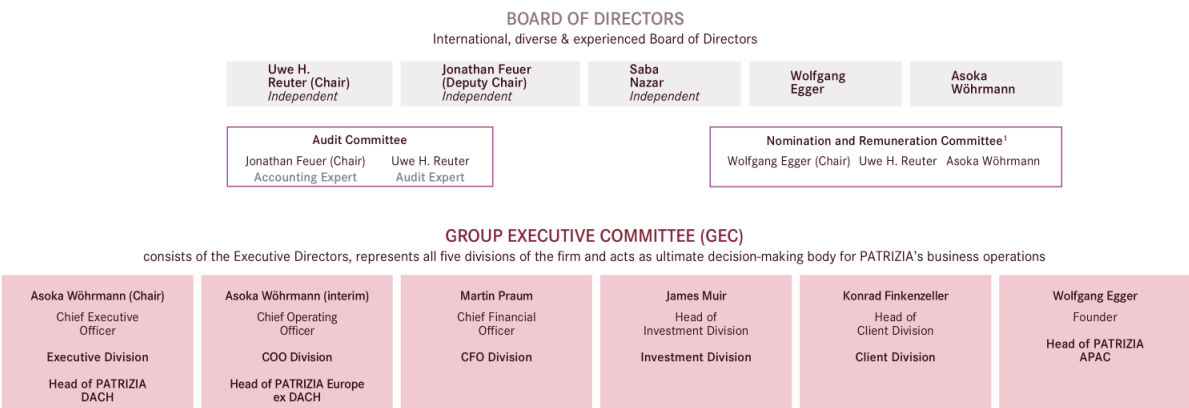 BOARD OF DIRECTORS
International, diverse & experienced Board of Directors
Uwe H.
Reuter (Chair)
Independent
Jonathan Feuer
(Deputy Chair)
Independent
Saba
Nazar
Independent
Wolfgang
Egger
Asoka
Wöhrmann
Audit Committee
Jonathan Feuer (Chair)
Accounting Expert
Uwe H. Reuter
Audit Expert
Nomination and Remuneration Committee¹
Wolfgang Egger (Chair) Uwe H. Reuter Asoka Wöhrmann
GROUP EXECUTIVE COMMITTEE (GEC)
consists of the Executive Directors, represents all five divisions of the firm and acts as ultimate decision-making body for PATRIZIA's business operations
Asoka Wöhrmann (Chair)
Chief Executive
Officer
Executive Division
Head of PATRIZIA
DACH
Asoka Wöhrmann (interim)
Chief Operating
Officer
COO Division
Head of PATRIZIA Europe
ex DACH
Martin Praum
Chief Financial
Officer
CFO Division
James Muir
Head of
Investment Division
Investment Division
Konrad Finkenzeller
Head of
Client Division
Client Division
Wolfgang Egger
Founder
Head of PATRIZIA
APAC